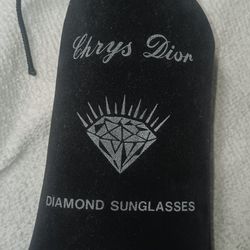 Chrys Dior
DIAMOND SUNGLASSES